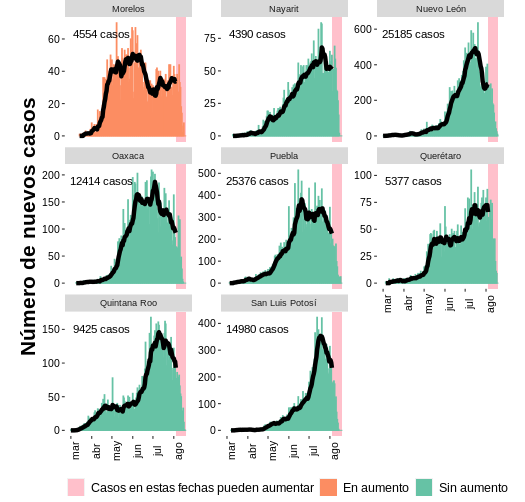 Número de nuevos casos
Morelos
4554 casos
60
40
20
0
Nayarit
4390 casos
75
50
25
0
Nuevo León
25185 casos
600
400
200
0
Oaxaca
12414 casos
200
150
100
50
0
Puebla
25376 casos
500
400
300
200
100
0
Querétaro
5377 casos
100
75
50
25
0
mar
abr
may
jun
jul
ago
Quintana Roo
9425 casos
150
100
50
0
mar
abr
may
jun
jul
ago
San Luis Potosí
14980 casos
400
300
200
100
0
mar
abr
may
jun
jul
ago
Casos en estas fechas pueden aumentar
En aumento
Sin aumento